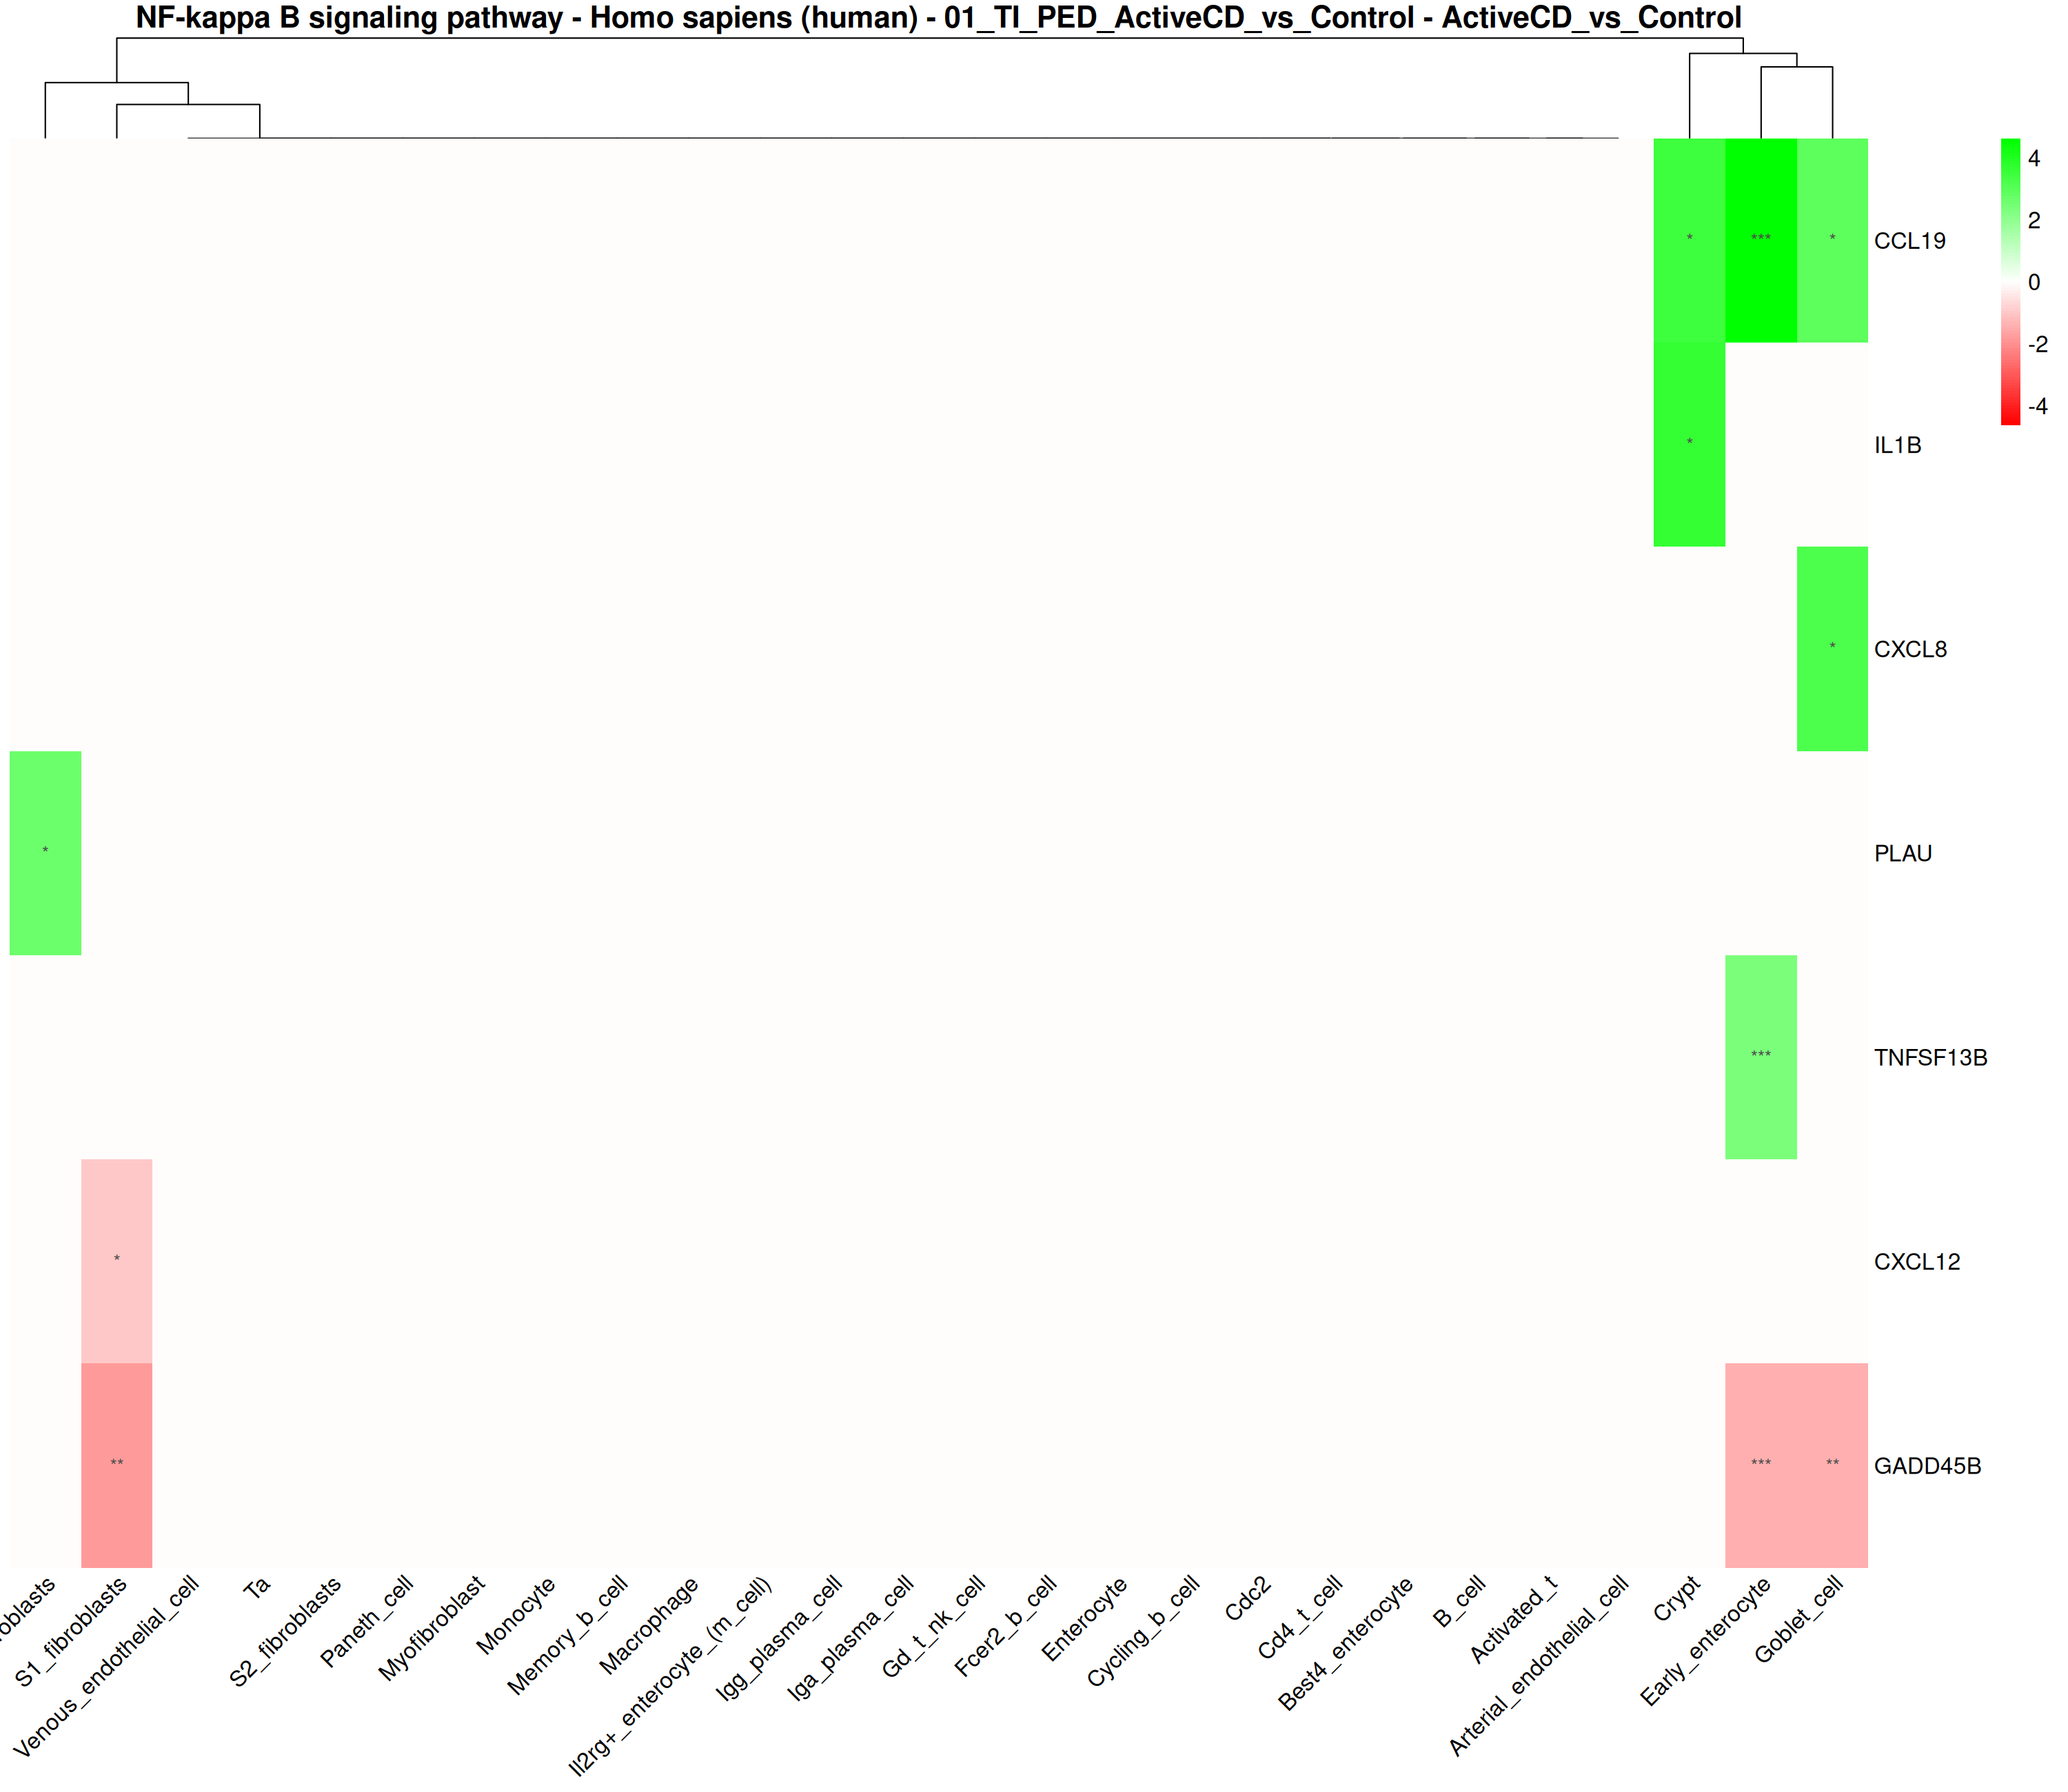 NF-kappa B signaling pathway - Homo sapiens (human) - 01_TI_PED_ActiveCD_vs_Control - ActiveCD_vs_Control
4
2
0
-2
-4
* *** * CCL19
* IL1B
* CXCL8
* PLAU
*** TNFSF13B
* CXCL12
** *** ** GADD45B
S1_fibroblasts
Venous_endothelial_cell
Ta
S2_fibroblasts
Paneth_cell
Myofibroblast
Monocyte
Memory_b_cell
Macrophage
Il2rg+_enterocyte_(m_cell)
Igg_plasma_cell
Iga_plasma_cell
Gd_t_nk_cell
Fcer2_b_cell
Enterocyte
Cycling_b_cell
Cdc2
Cd4_t_cell
Best4_enterocyte
B_cell
Activated_t
Arterial_endothelial_cell
Crypt
Early_enterocyte
Goblet_cell